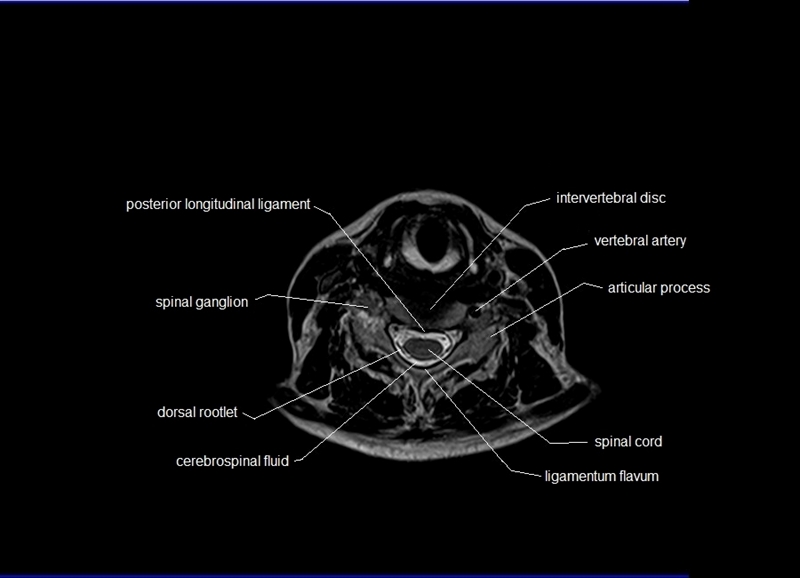 posterior longitudinal ligament
intervertebral disc
vertebral artery
articular process
spinal ganglion
dorsal rootlet
cerebrospinal fluid
spinal cord
ligamentum flavum